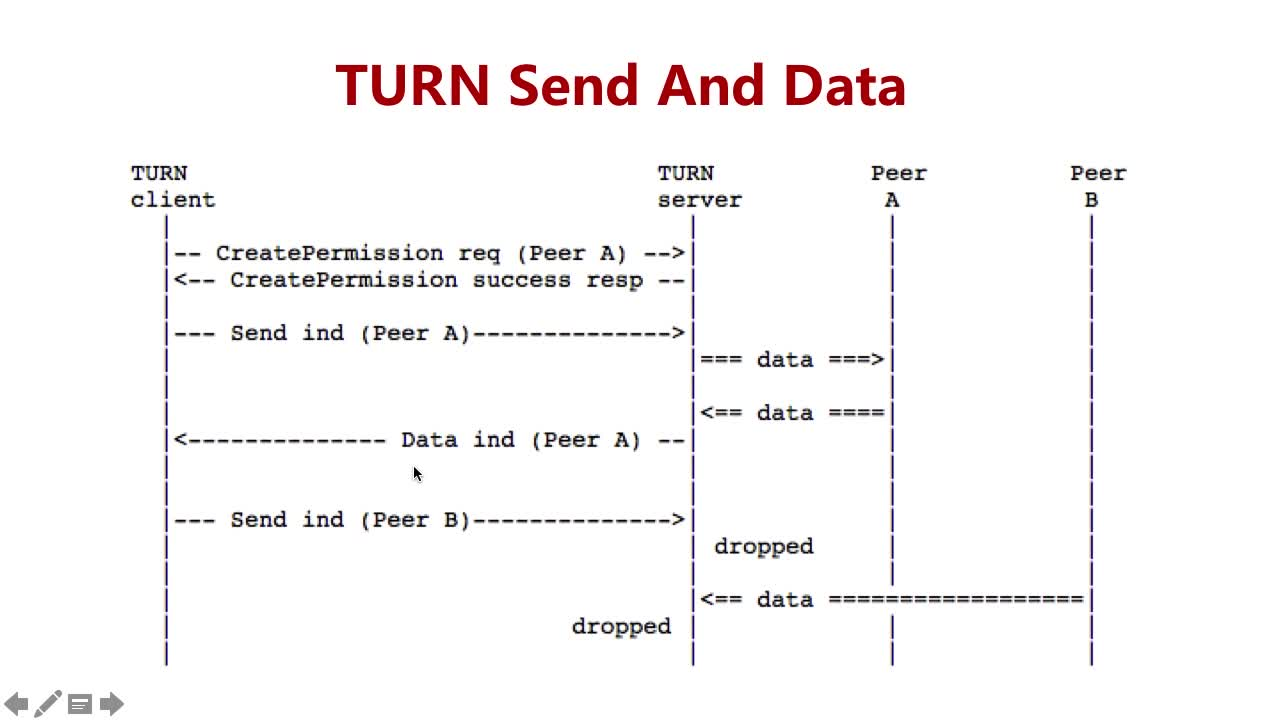 TURN Send And Data
TURN TURN Peer Peer
client server A B
|-- CreatePermission req (Peer A) -->|
|<-- CreatePermission success resp --|
|--- Send ind (Peer A)-------------->|
|=== data ===>|
|<== data ====|
|<-------------- Data ind (Peer A) --|
|--- Send ind (Peer B)-------------->|
| dropped |
|<== data ==================|
dropped |